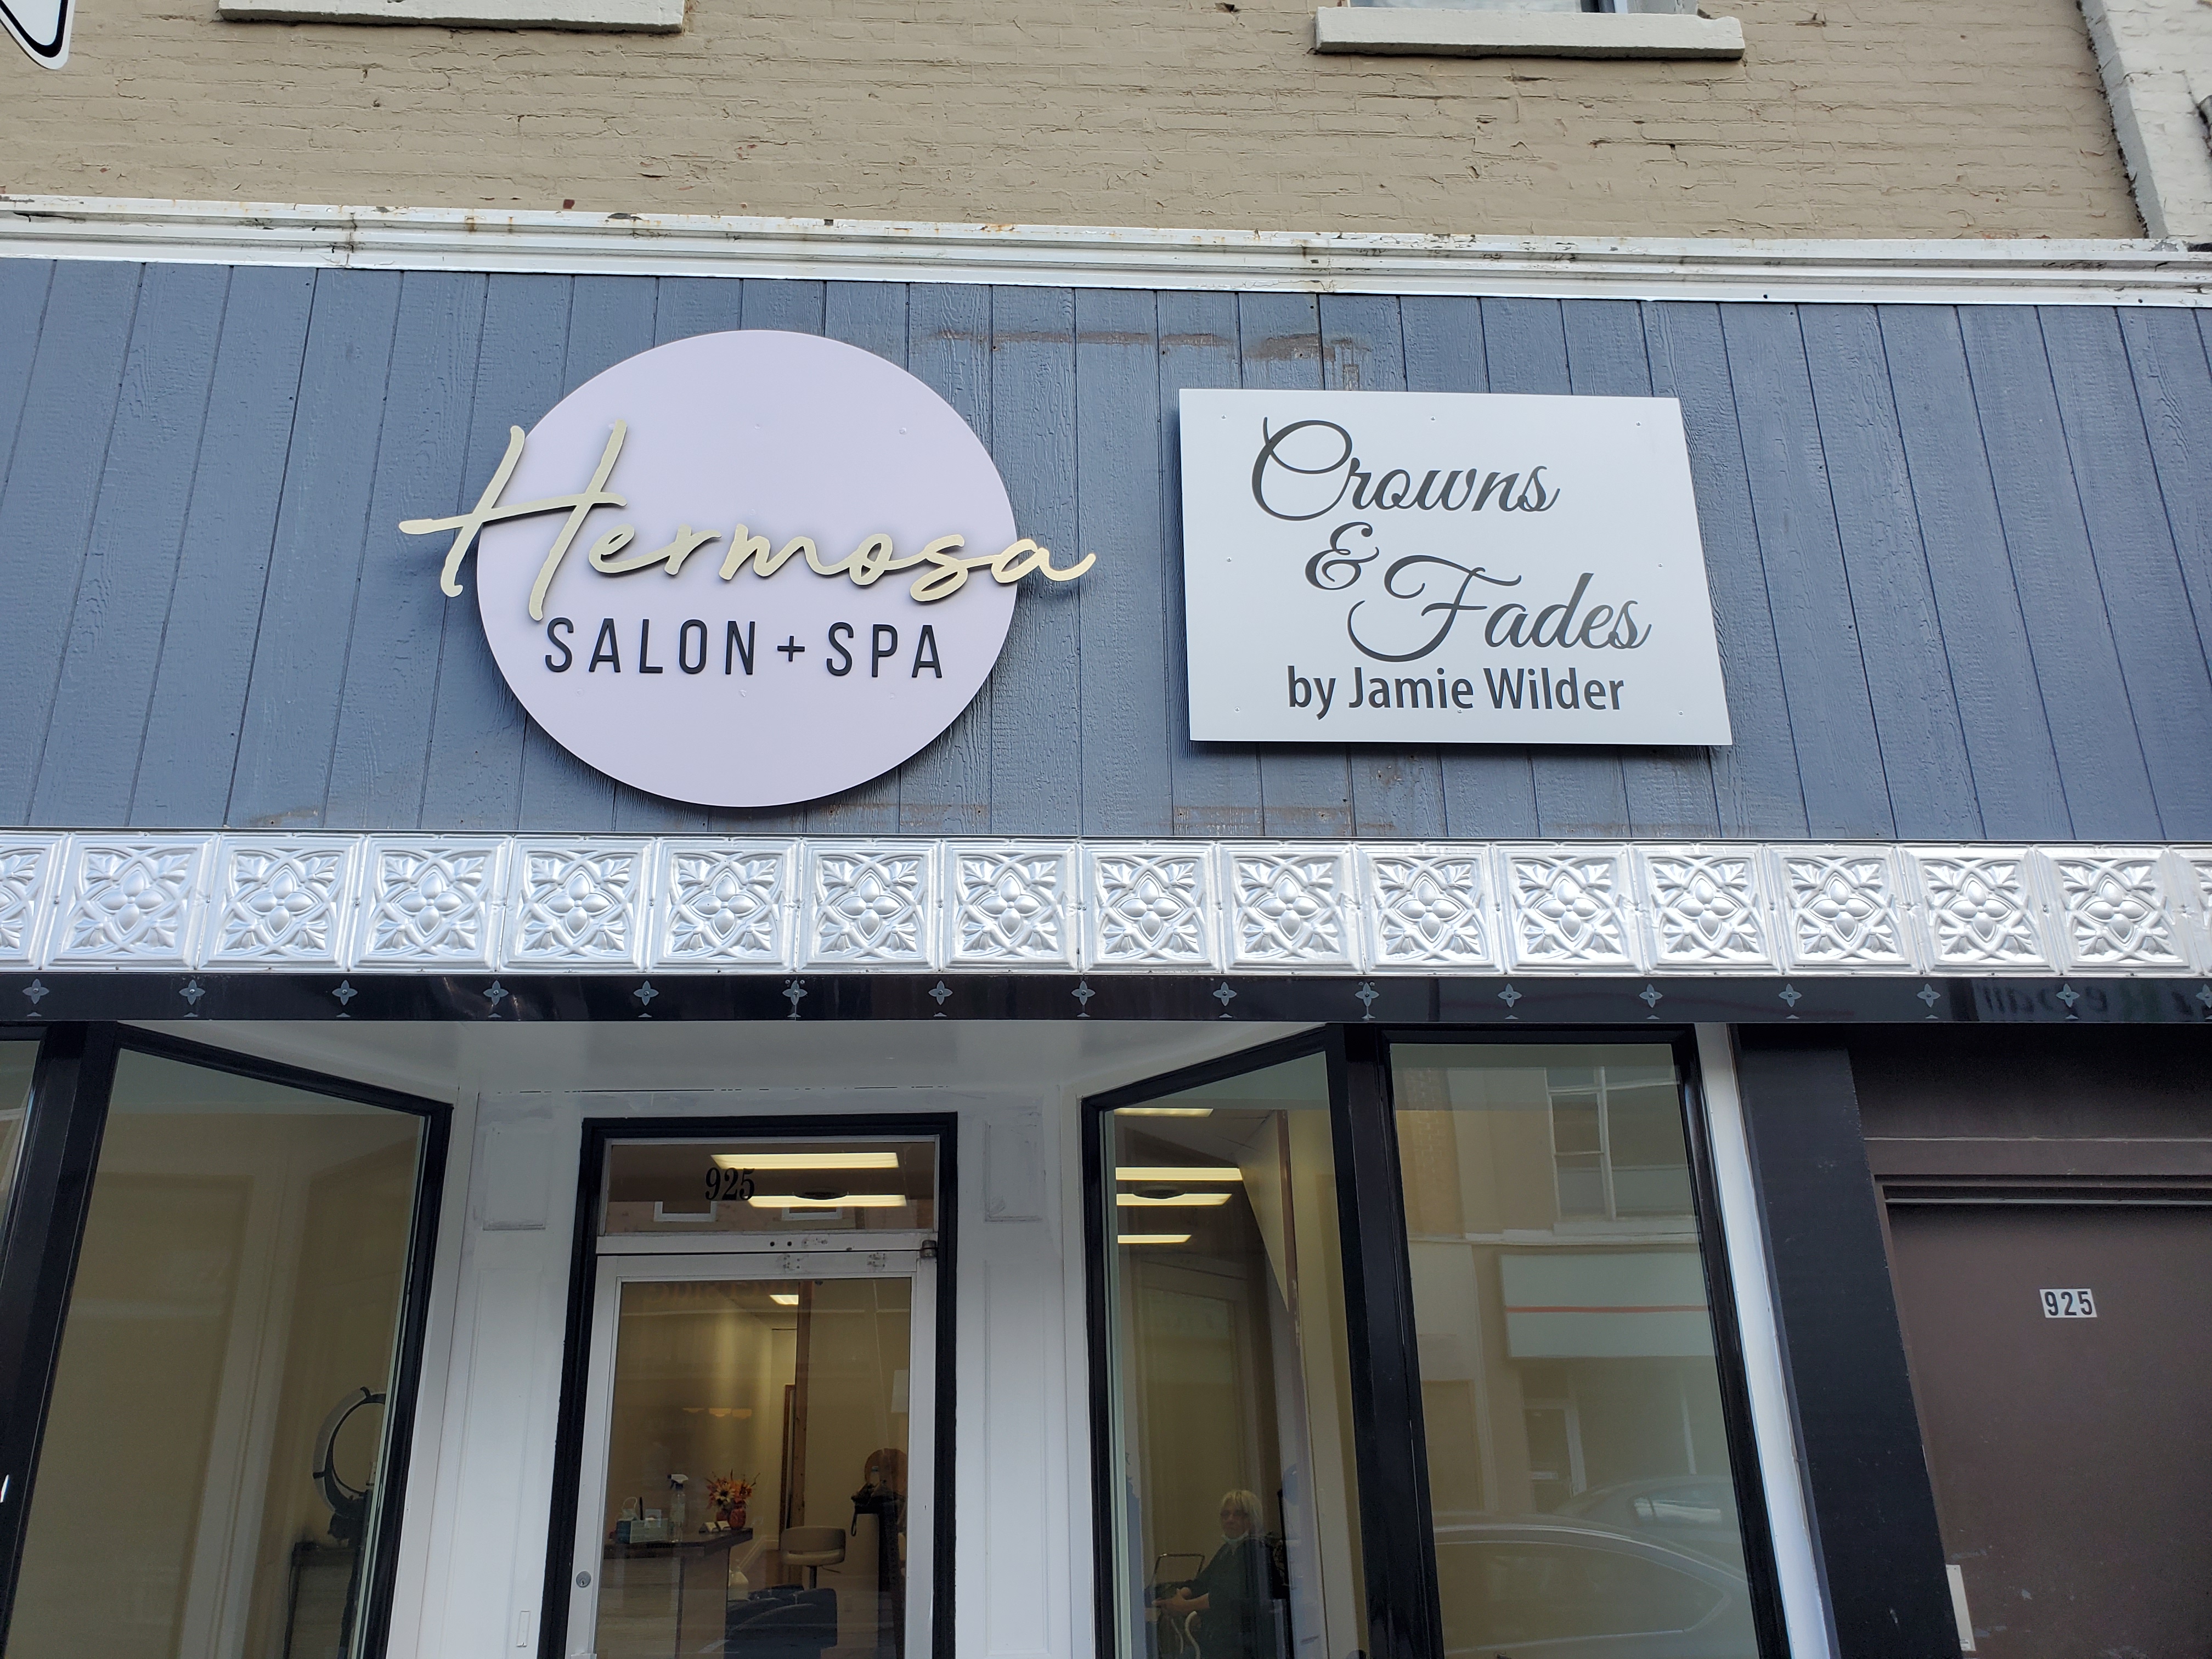 Hermosa
SALON + SPA
Crowns
& Fades
by Jamie Wilder
925
925